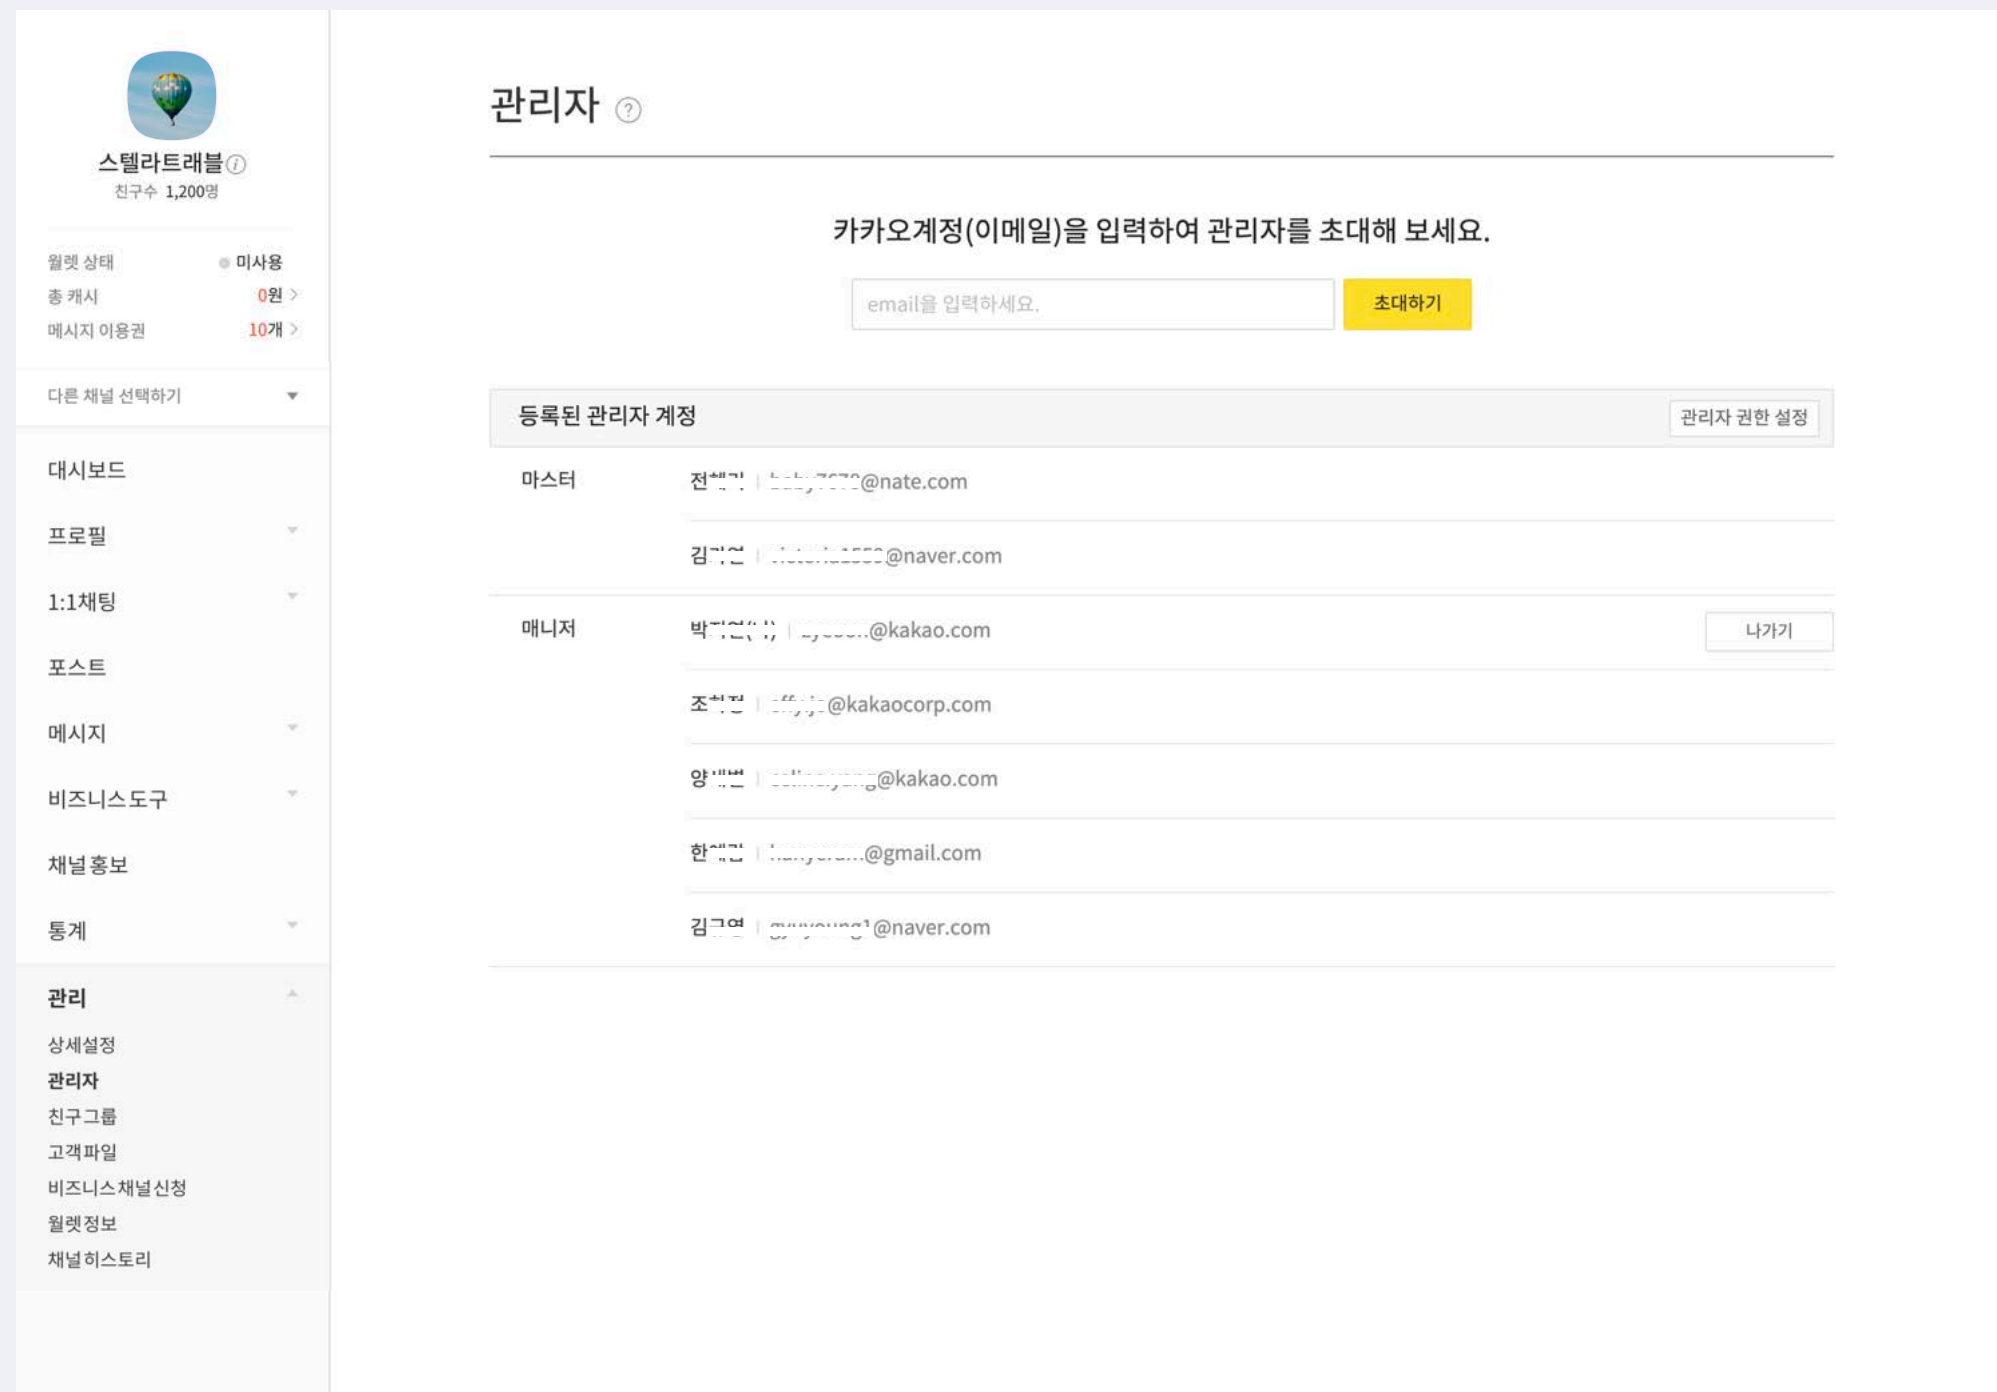 스텔라트래블
친구수 1,200명
월렛 상태 미사용
총 캐시 0원
메시지 이용권 10개
다른 채널 선택하기
대시보드
프로필
1:1채팅
포스트
메시지
비즈니스 도구
채널 홍보
통계
관리
상세설정
관리자
친구그룹
고객파일
비즈니스 채널 신청
월렛 정보
채널 히스토리
관리자
카카오계정(이메일)을 입력하여 관리자를 초대해 보세요.
email을 입력하세요. 초대하기
등록된 관리자 계정 관리자 권한 설정
마스터 @nate.com
@naver.com
매니저 @kakao.com 나가기
@kakaocorp.com
@kakao.com
@gmail.com
@naver.com